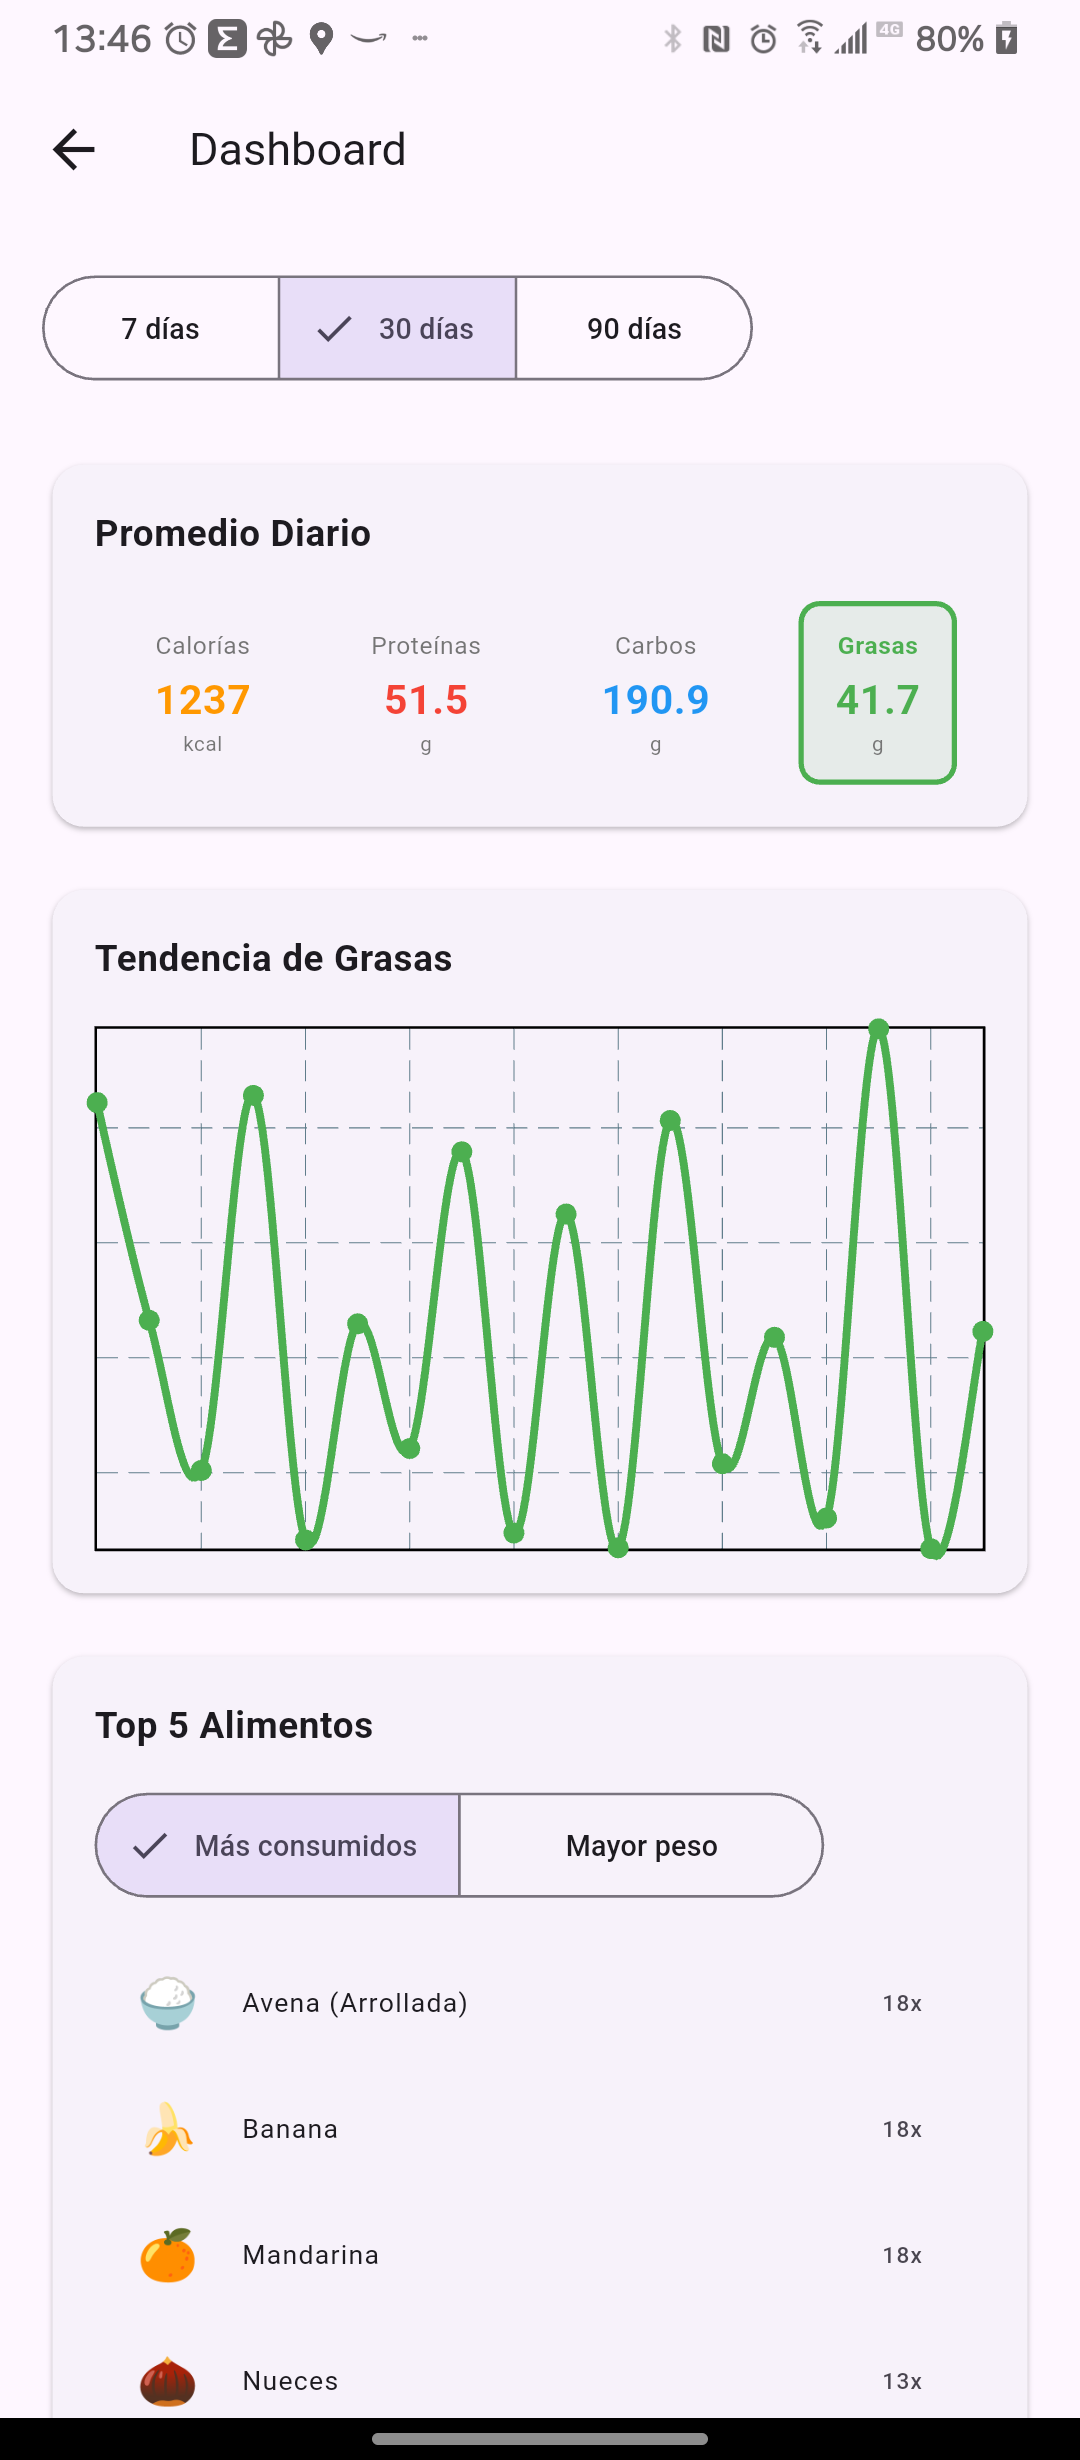 13:46 4G 80%
Dashboard
7 días 30 días 90 días
Promedio Diario
Calorías Proteínas Carbos Grasas
1237 51.5 190.9 41.7
kcal g g g
Tendencia de Grasas
Top 5 Alimentos
Más consumidos Mayor peso
Avena (Arrollada) 18x
Banana 18x
Mandarina 18x
Nueces 13x